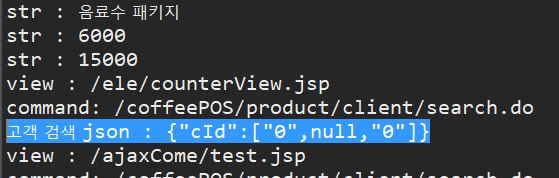 str : 음료수 패키지
str : 6000
str : 15000
view : /ele/counterView.jsp
command: /coffeePOS/product/client/search.do
고객 검색 json : {"cId":["0",null,"0"]}
view : /ajaxCome/test.jsp
command: /coffeePOS/product/client/search.do